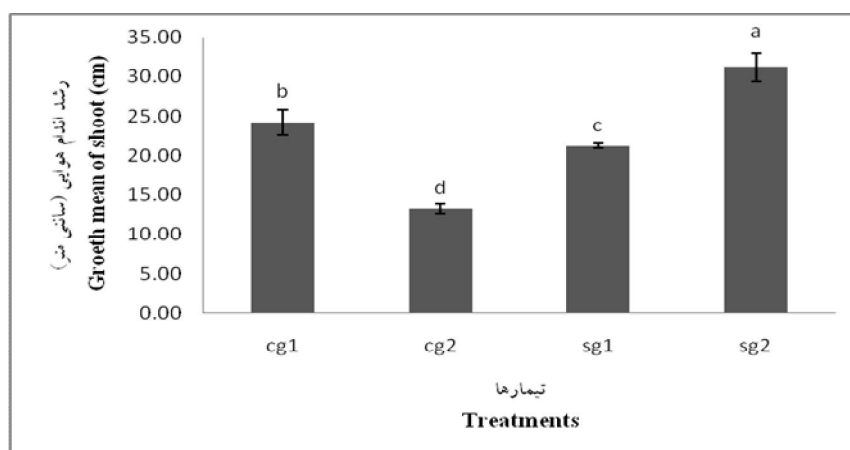 رشد اندام هوایی (سانتی متر)
Groeth mean of shoot (cm)
35.00
30.00
25.00
20.00
15.00
10.00
5.00
0.00
b
d
c
a
cg1
cg2
sg1
sg2
تیمارها
Treatments